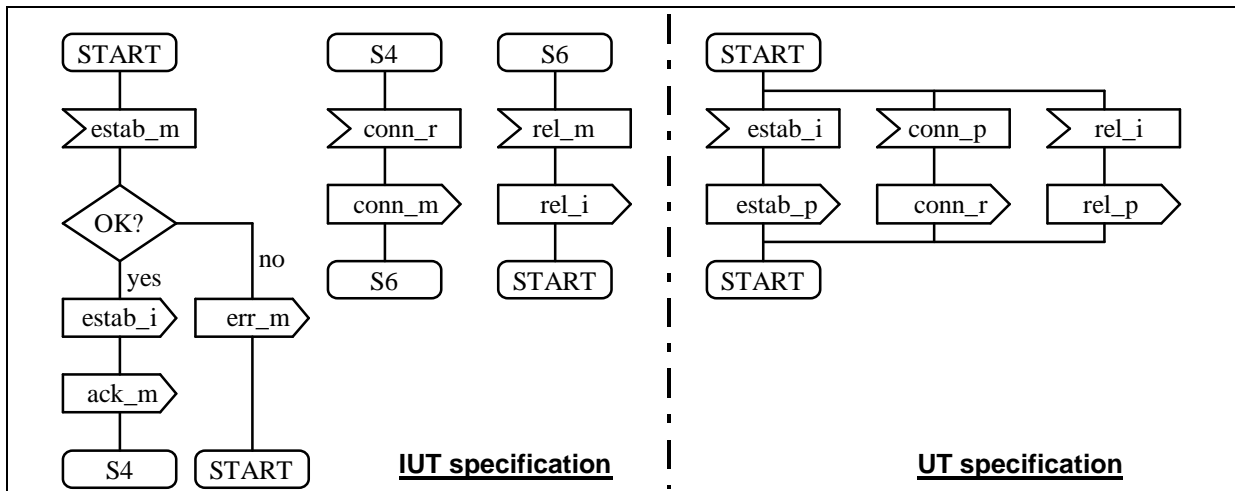 START
estab_m
OK?
yes
no
estab_i
err_m
ack_m
S4
START
S4
conn_r
conn_m
S6
S6
rel_m
rel_i
START
IUT specification
START
estab_i
conn_p
rel_i
estab_p
conn_r
rel_p
START
UT specification